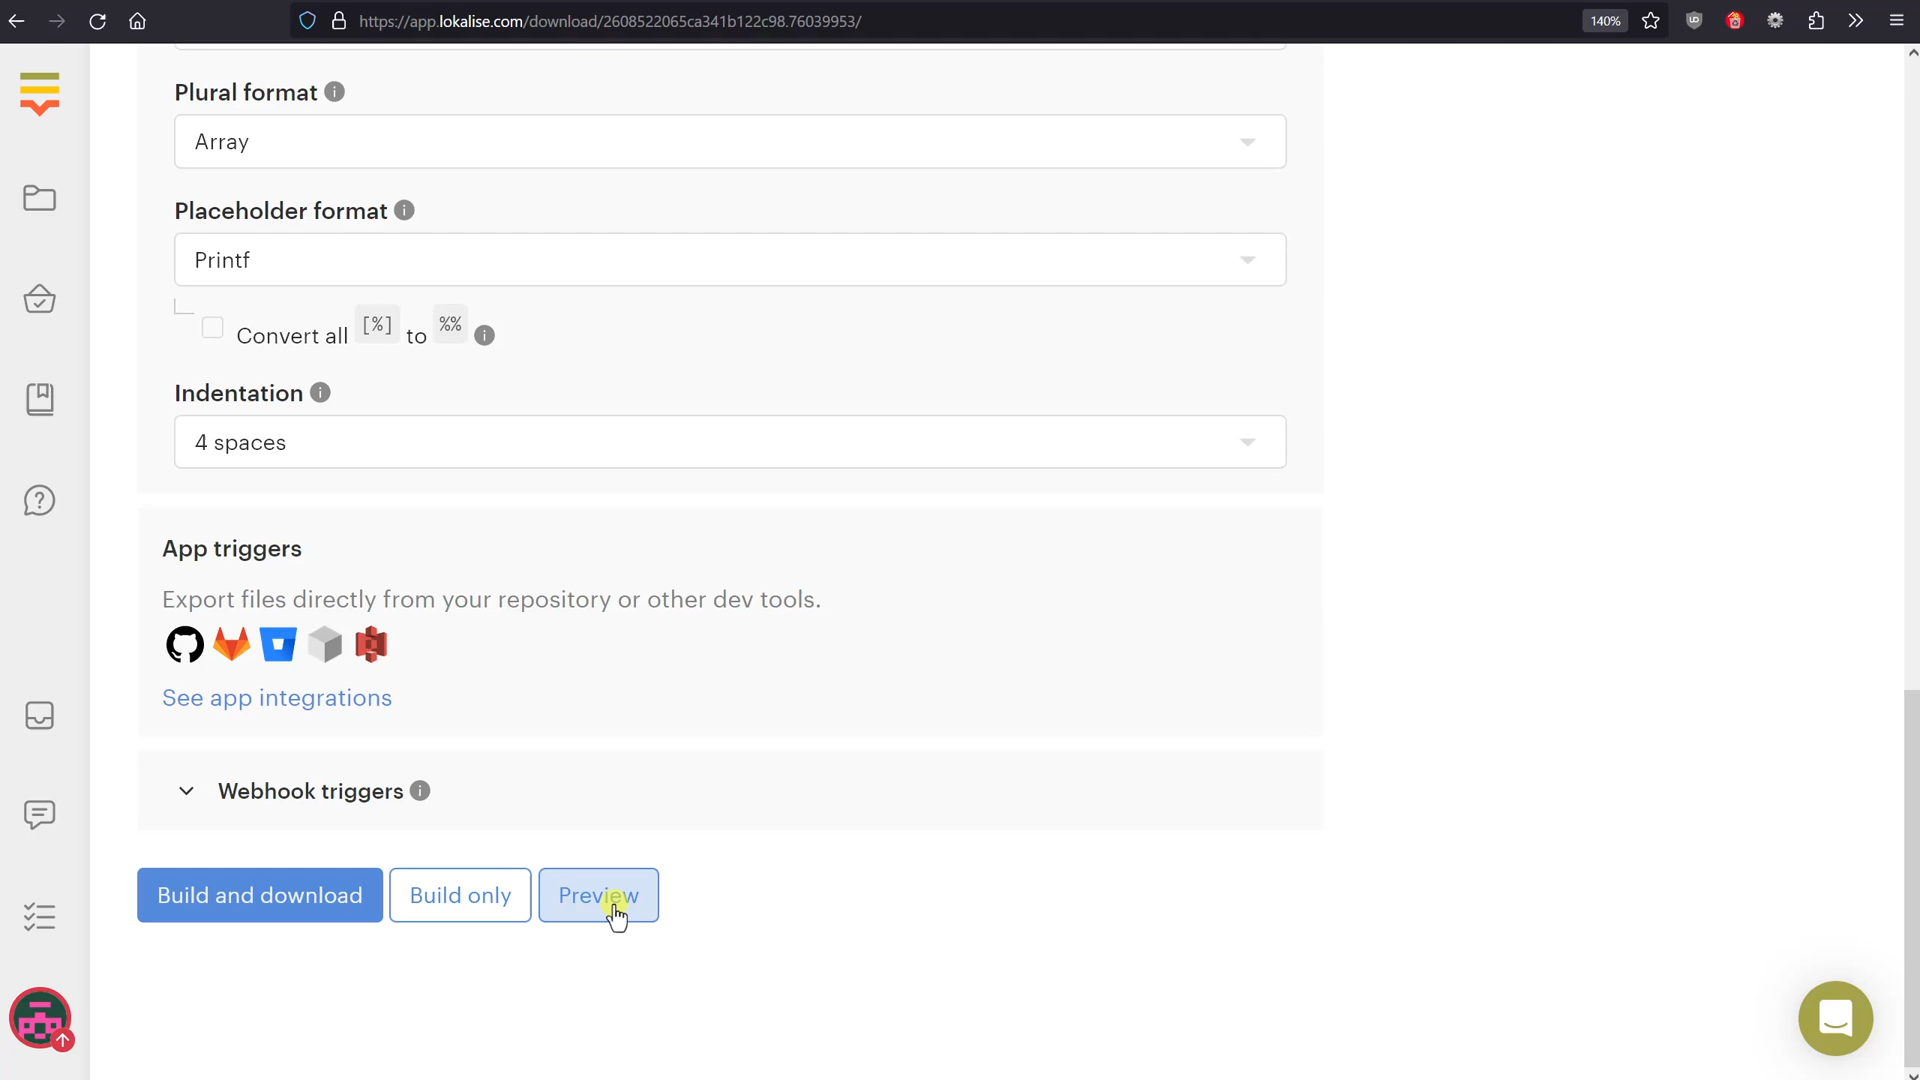 https://app.lokalise.com/download/2608522065ca341b122c98.76039953/
140%
Plural format
Array
Placeholder format
Printf
Convert all [%] to %%
Indentation
4 spaces
App triggers
Export files directly from your repository or other dev tools.
See app integrations
Webhook triggers
Build and download
Build only
Preview